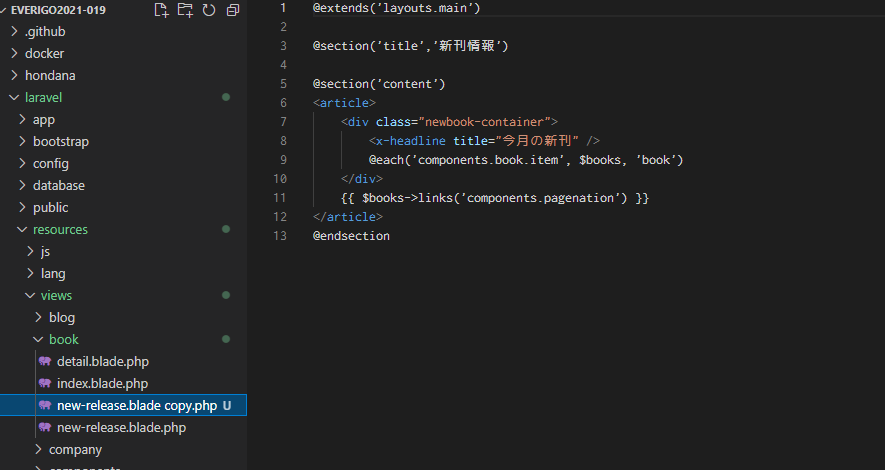 EVERIGO2021-019
.github
docker
hondana
laravel
app
bootstrap
config
database
public
resources
js
lang
views
blog
book
detail.blade.php
index.blade.php
new-release.blade copy.php U
new-release.blade.php
company
components
1 @extends('layouts.main')
2
3 @section('title','新刊情報')
4
5 @section('content')
6 <article>
7 <div class="newbook-container">
8 <x-headline title="今月の新刊" />
9 @each('components.book.item', $books, 'book')
10 </div>
11 {{ $books->links('components.pagenation') }}
12 </article>
13 @endsection